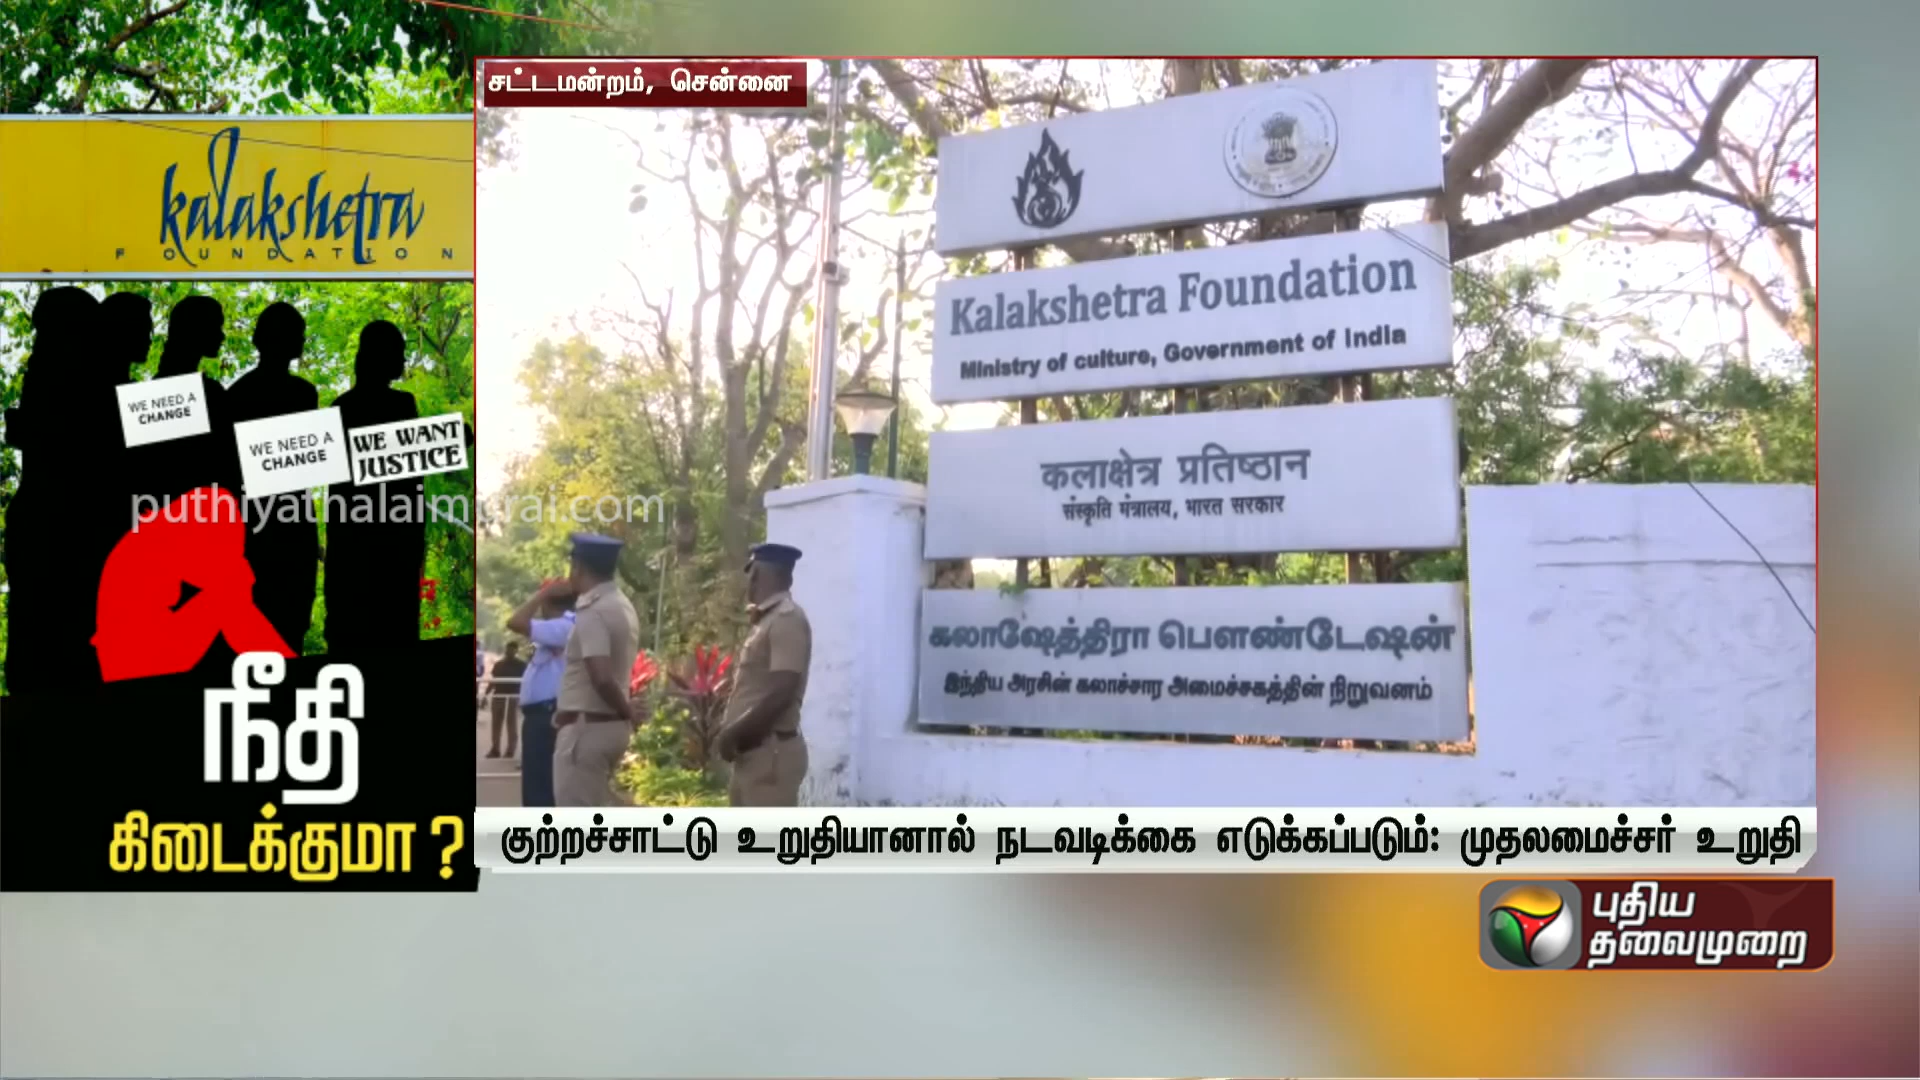 சட்டமன்றம், சென்னை
kalakshetra
FOUNDATION
WE NEED A
CHANGE
WE NEED A
CHANGE
WE WANT
JUSTICE
நீதி
கிடைக்குமா ?
Kalakshetra Foundation
Ministry of culture, Government of India
कलाक्षेत्र प्रतिष्ठान
संस्कृति मंत्रालय, भारत सरकार
கலாஷேத்திரா பௌண்டேஷன்
இந்திய அரசின் கலாச்சார அமைச்சகத்தின் நிறுவனம்
puthiyathalaimurai.com
குற்றச்சாட்டு உறுதியானால் நடவடிக்கை எடுக்கப்படும்: முதலமைச்சர் உறுதி
புதிய
தலைமுறை